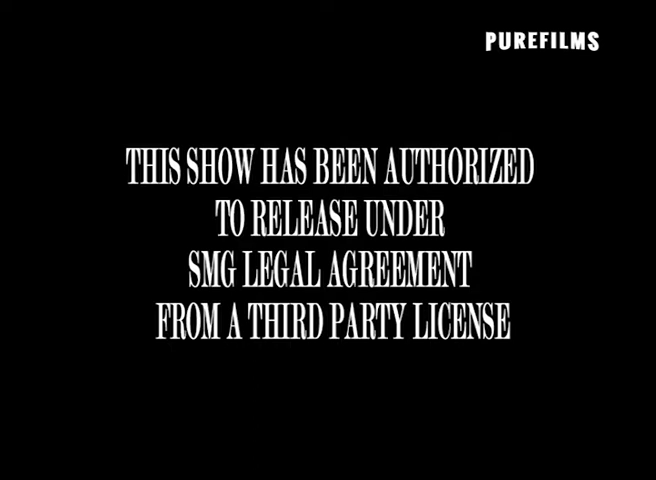 PUREFILMS
THIS SHOW HAS BEEN AUTHORIZED
TO RELEASE UNDER
SMG LEGAL AGREEMENT
FROM A THIRD PARTY LICENSE